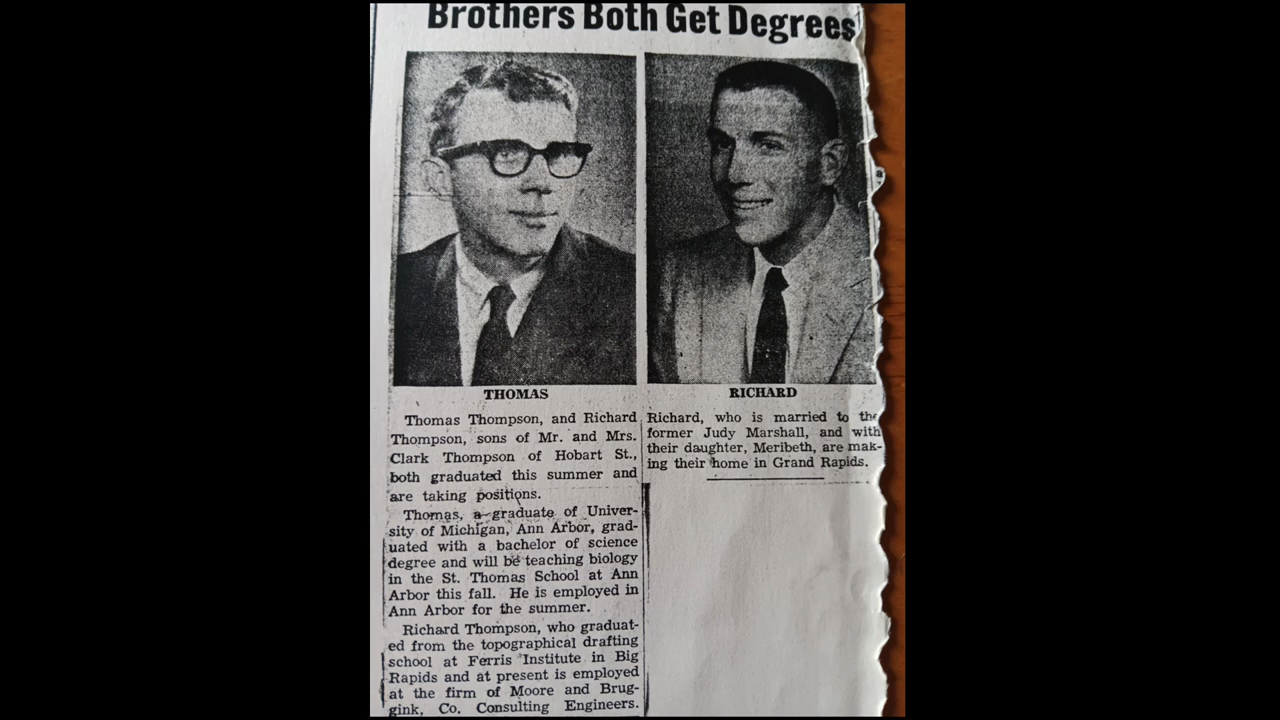 Brothers Both Get Degrees
THOMAS
Thomas Thompson, and Richard
Thompson, sons of Mr. and Mrs.
Clark Thompson of Hobart St.,
both graduated this summer and
are taking positions.
Thomas, a graduate of Univer-
sity of Michigan, Ann Arbor, grad-
uated with a bachelor of science
degree and will be teaching biology
in the St. Thomas School at Ann
Arbor this fall. He is employed in
Ann Arbor for the summer.
Richard Thompson, who graduat-
ed from the topographical drafting
school at Ferris Institute in Big
Rapids and at present is employed
at the firm of Moore and Brug-
gink, Co. Consulting Engineers.
RICHARD
Richard, who is married to the
former Judy Marshall, and with
their daughter, Meribeth, are mak-
ing their home in Grand Rapids.